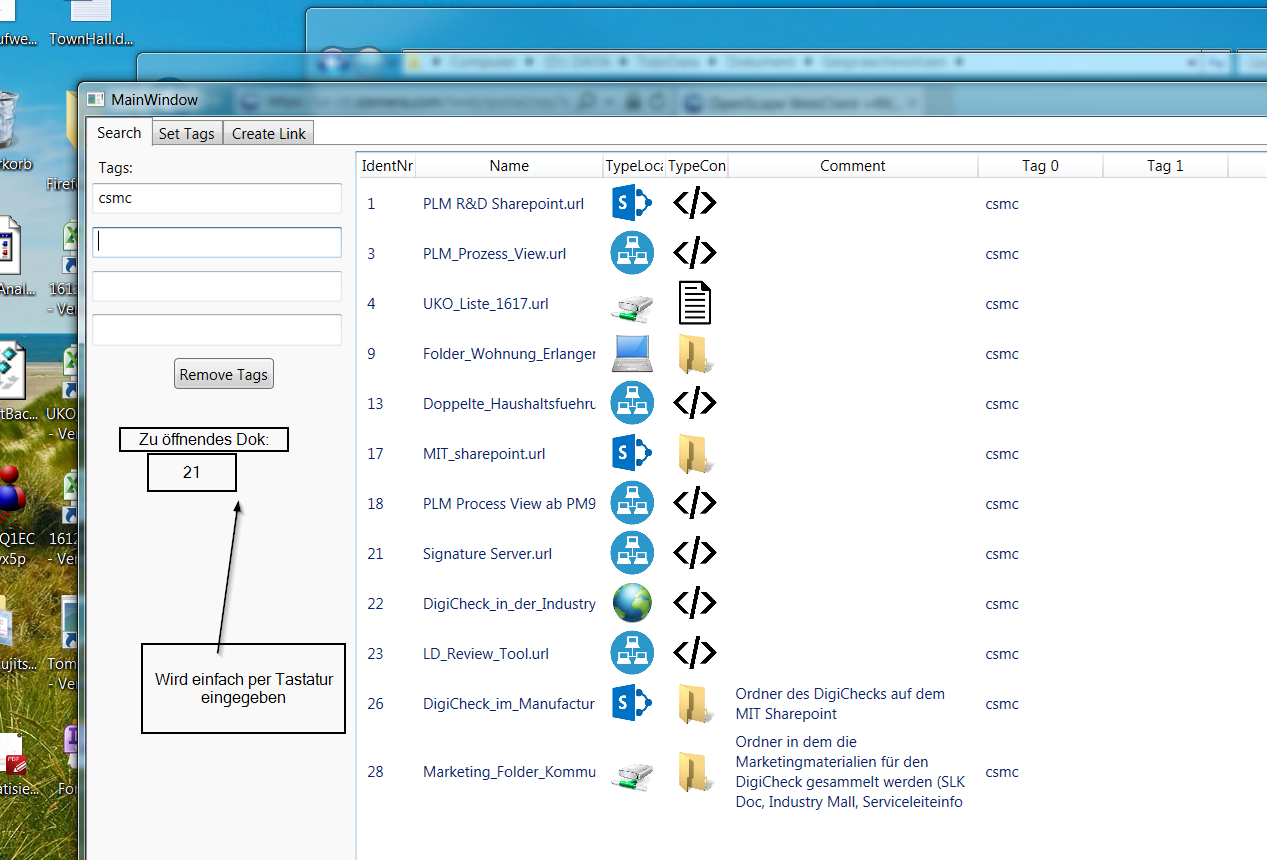 TownHall.d...
MainWindow
Search
Set Tags
Create Link
Tags:
csmc
Remove Tags
Zu öffnendes Dok:
21
Wird einfach per Tastatur
eingegeben
IdentNr Name TypeLoca TypeCon Comment Tag 0 Tag 1
1 PLM R&D Sharepoint.url S csmc
3 PLM_Prozess_View.url csmc
4 UKO_Liste_1617.url csmc
9 Folder_Wohnung_Erlangen csmc
13 Doppelte_Haushaltsfuehru csmc
17 MIT_sharepoint.url S csmc
18 PLM Process View ab PM9 csmc
21 Signature Server.url csmc
22 DigiCheck_in_der_Industry csmc
23 LD_Review_Tool.url csmc
26 DigiCheck_im_Manufactur S Ordner des DigiChecks auf dem
MIT Sharepoint csmc
28 Marketing_Folder_Kommu Ordner in dem die
Marketingmaterialien für den
DigiCheck gesammelt werden (SLK
Doc, Industry Mall, Serviceleiteinfo csmc